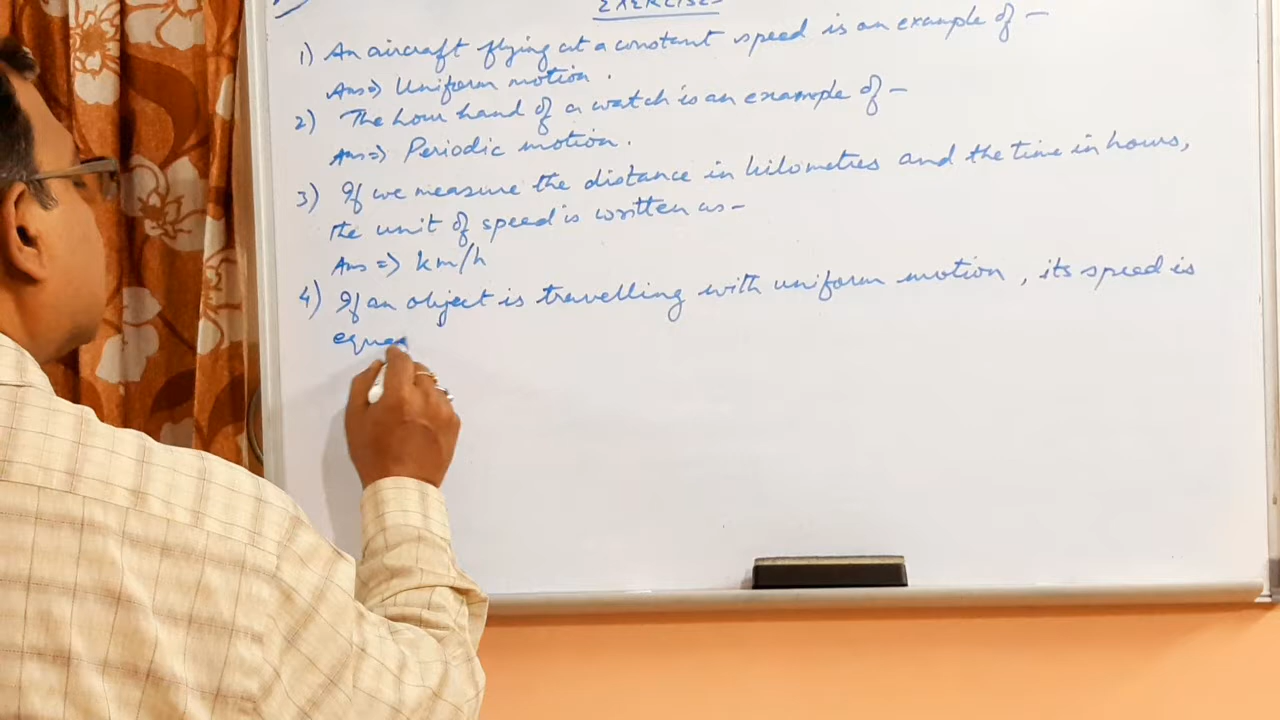 EXERCISES
1) An aircraft flying at a constant speed is an example of -
Ans => Uniform motion.
2) The hour hand of a watch is an example of -
Ans => Periodic motion.
3) If we measure the distance in kilometres and the time in hours,
the unit of speed is written as -
Ans => km/h
4) If an object is travelling with uniform motion, its speed is
equa